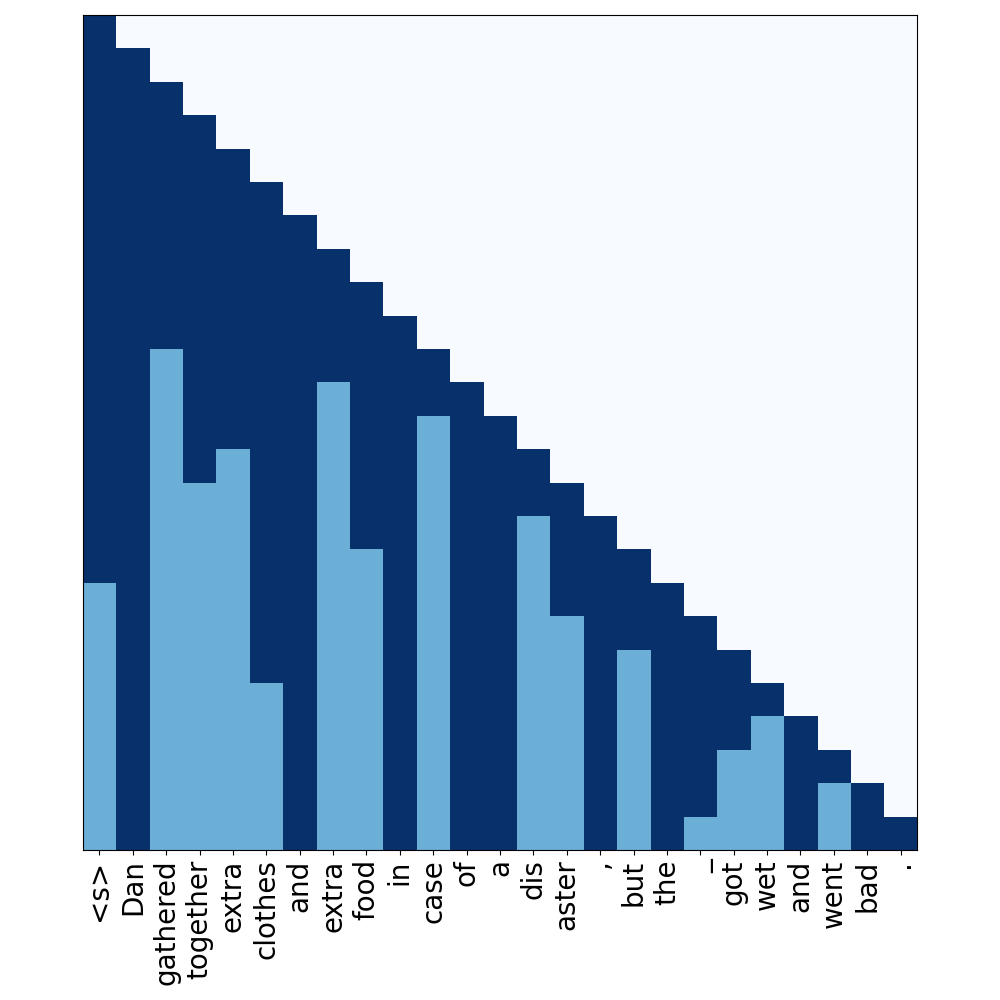 <s> Dan gathered together extra clothes and extra food in case of a dis aster , but the _ got wet and went bad .